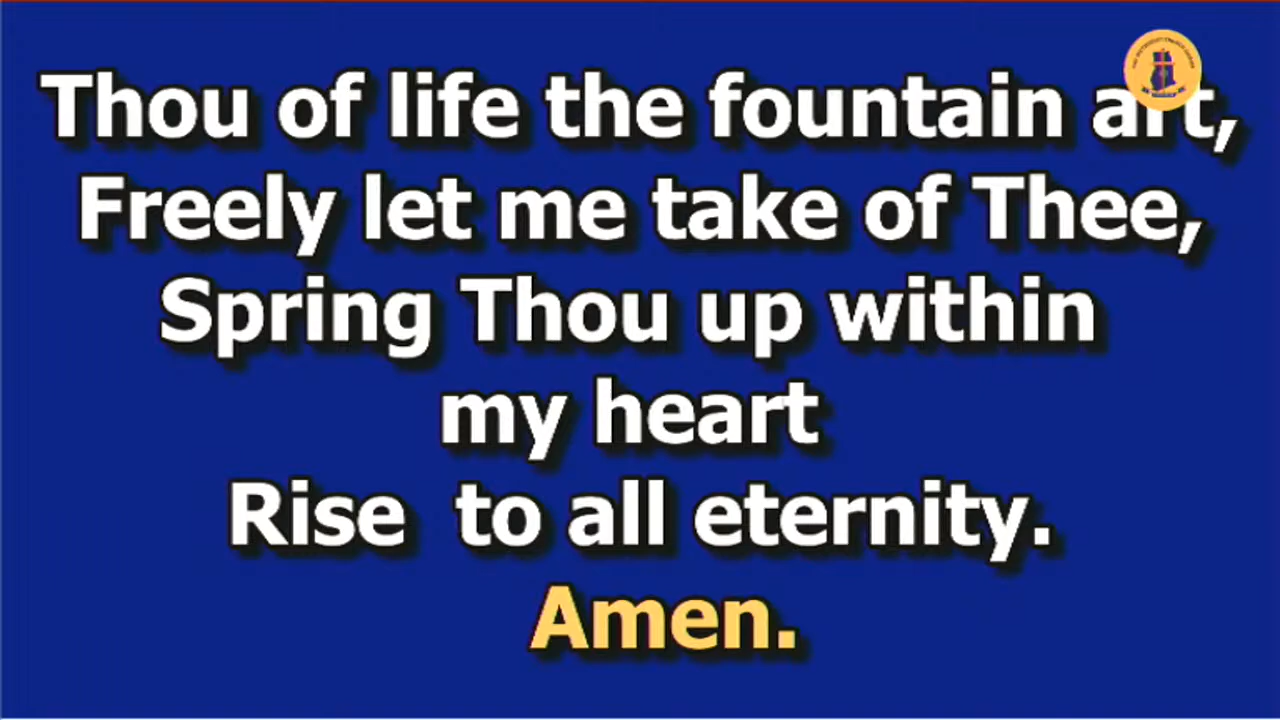 Thou of life the fountain art,
Freely let me take of Thee,
Spring Thou up within
my heart
Rise to all eternity.
Amen.